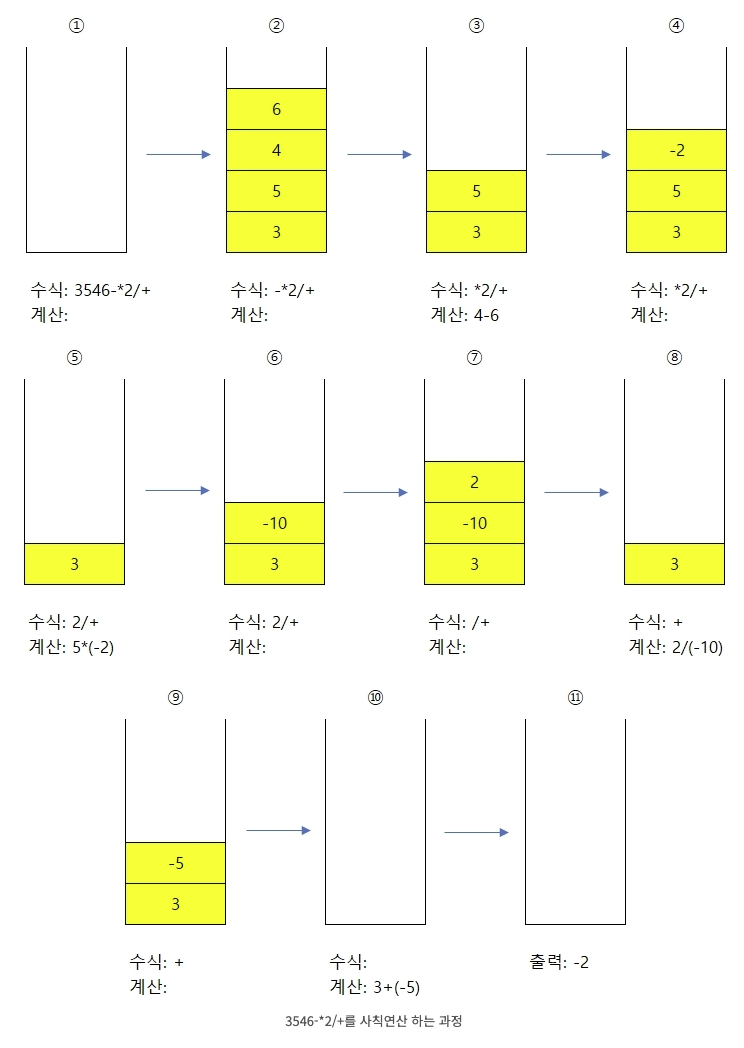 ① ② ③ ④
6
4 -2
5 5 5
3 3 3
수식: 3546-*2/+ 수식: -*2/+ 수식: *2/+ 수식: *2/+
계산: 계산: 계산: 4-6 계산:
⑤ ⑥ ⑦ ⑧
2
-10 -10
3 3 3 3
수식: 2/+ 수식: 2/+ 수식: /+ 수식: +
계산: 5*(-2) 계산: 계산: 계산: 2/(-10)
⑨ ⑩ ⑪
-5
3
수식: + 수식: 출력: -2
계산: 계산: 3+(-5)
3546-*2/+를 사칙연산 하는 과정